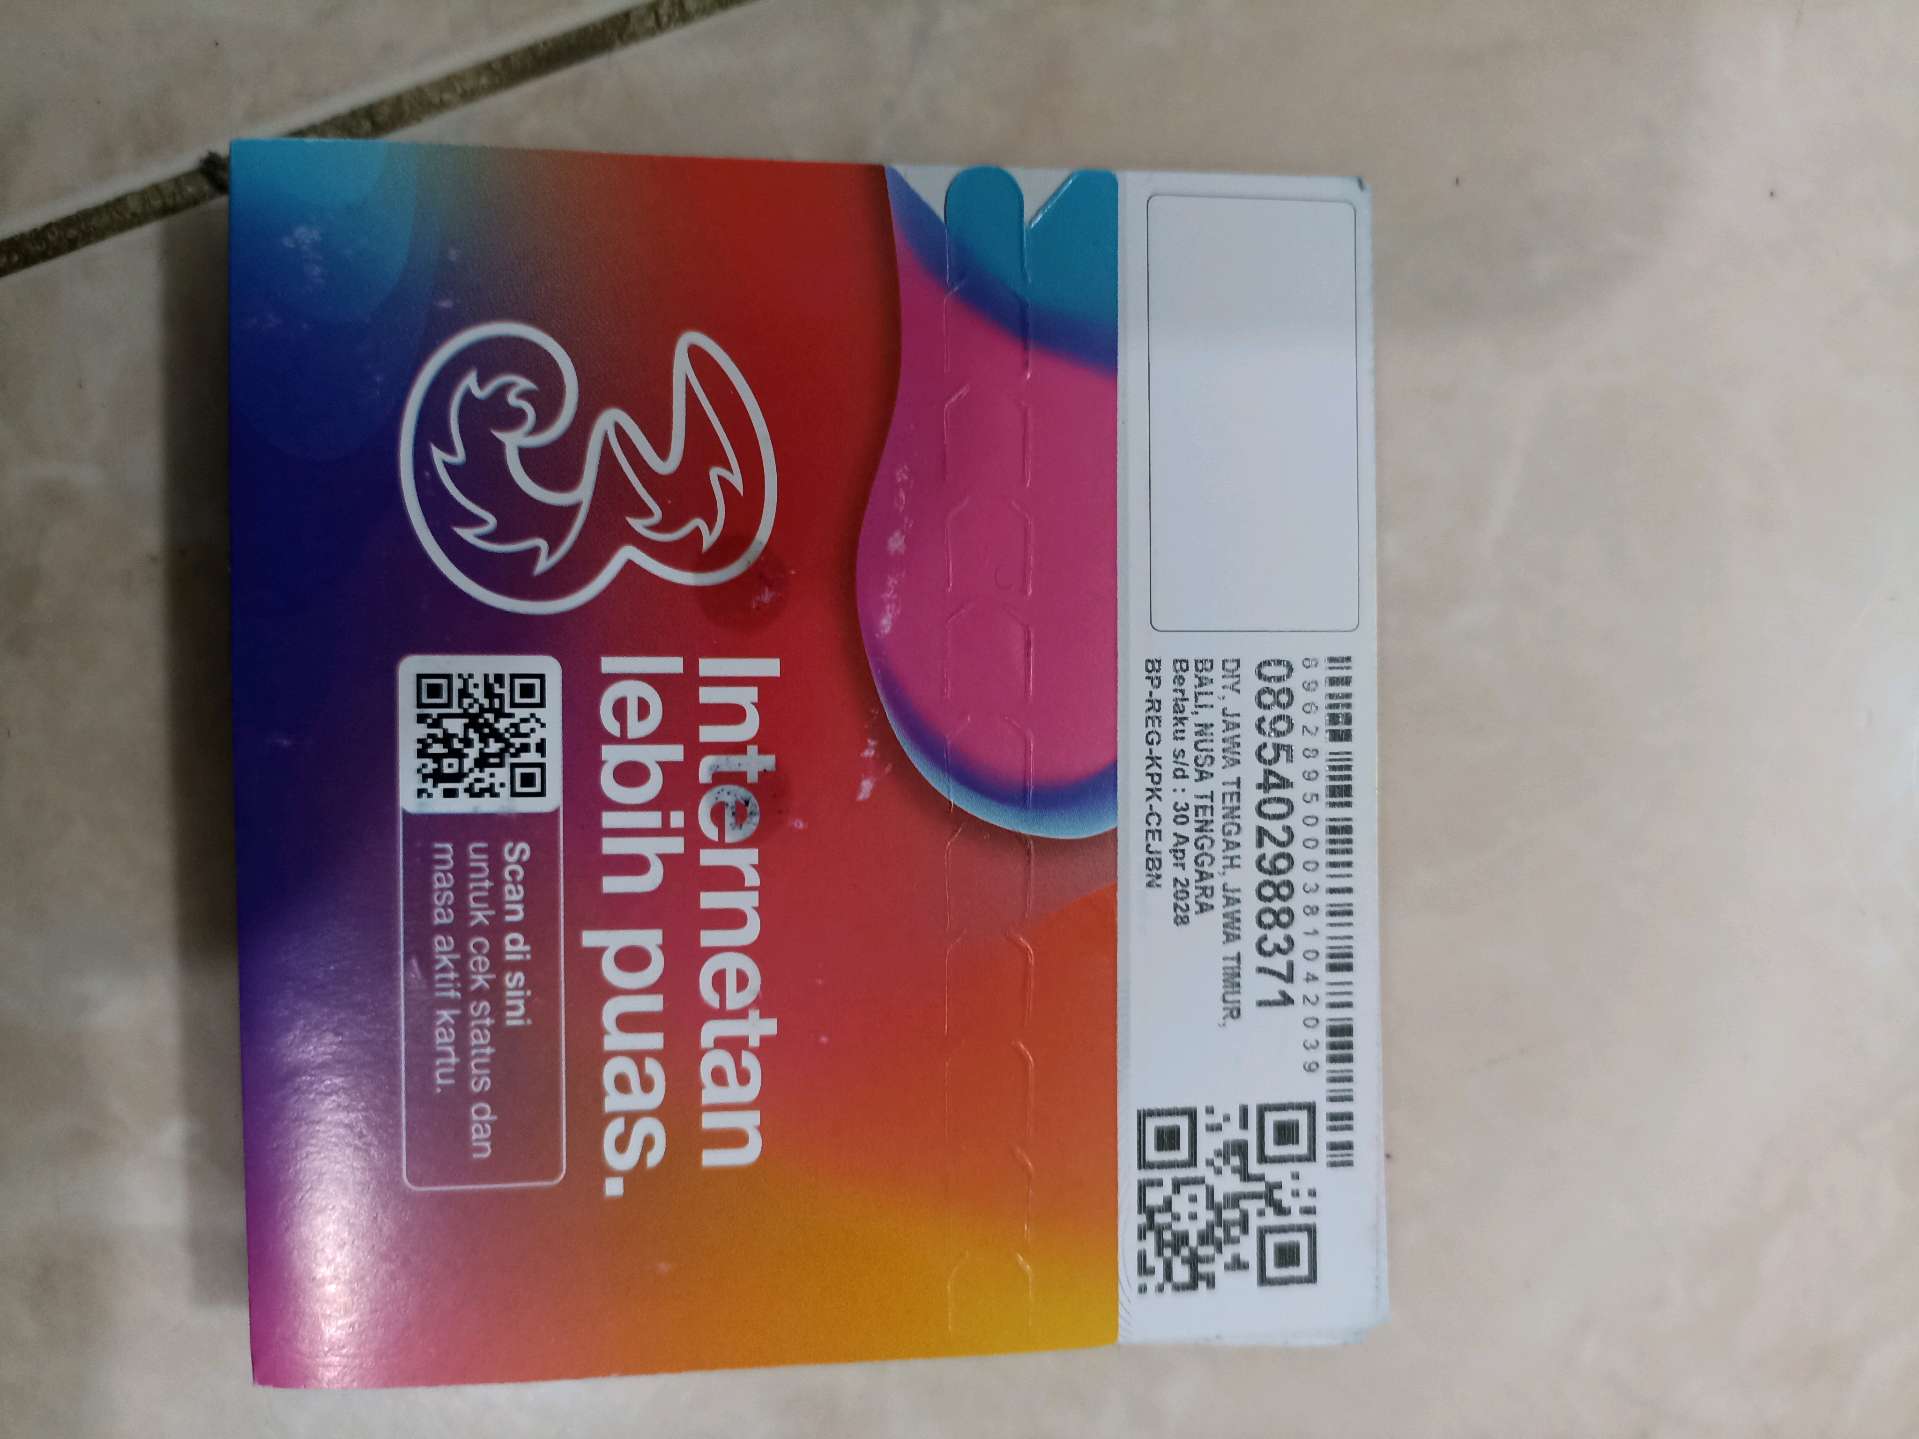 8962895000381042039
0895402988371
DIY, JAWA TENGAH, JAWA TIMUR,
BALI, NUSA TENGGARA
Berlaku s/d : 30 Apr 2028
BP-REG-KPK-CEJBN
Internetan
lebih puas.
Scan di sini
untuk cek status dan
masa aktif kartu.